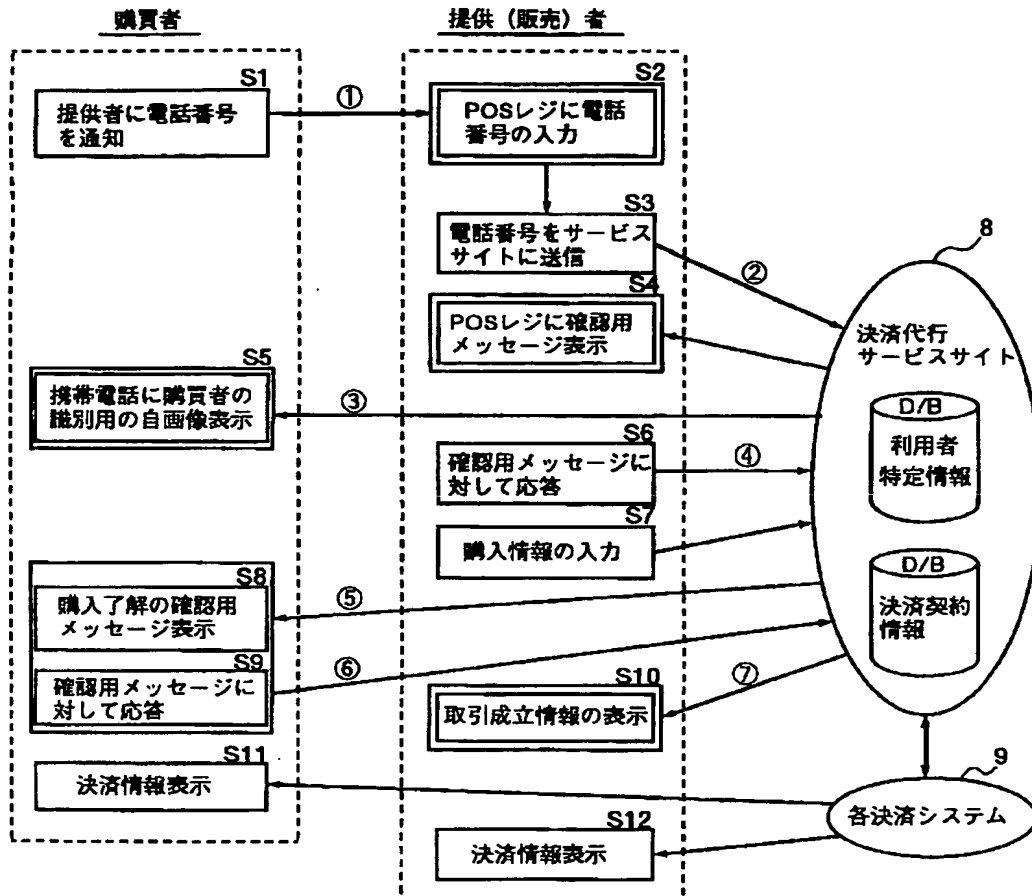 購買者
提供（販売）者
S1
提供者に電話番号
を通知
①
S2
POSレジに電話
番号の入力
S3
電話番号をサービス
サイトに送信
②
8
S4
POSレジに確認用
メッセージ表示
決済代行
サービスサイト
S5
携帯電話に購買者の
識別用の自画像表示
③
D/B
利用者
特定情報
S6
確認用メッセージに
対して応答
④
S7
購入情報の入力
S8
購入了解の確認用
メッセージ表示
⑤
D/B
決済契約
情報
S9
確認用メッセージに
対して応答
⑥
S10
取引成立情報の表示
⑦
S11
決済情報表示
9
各決済システム
S12
決済情報表示